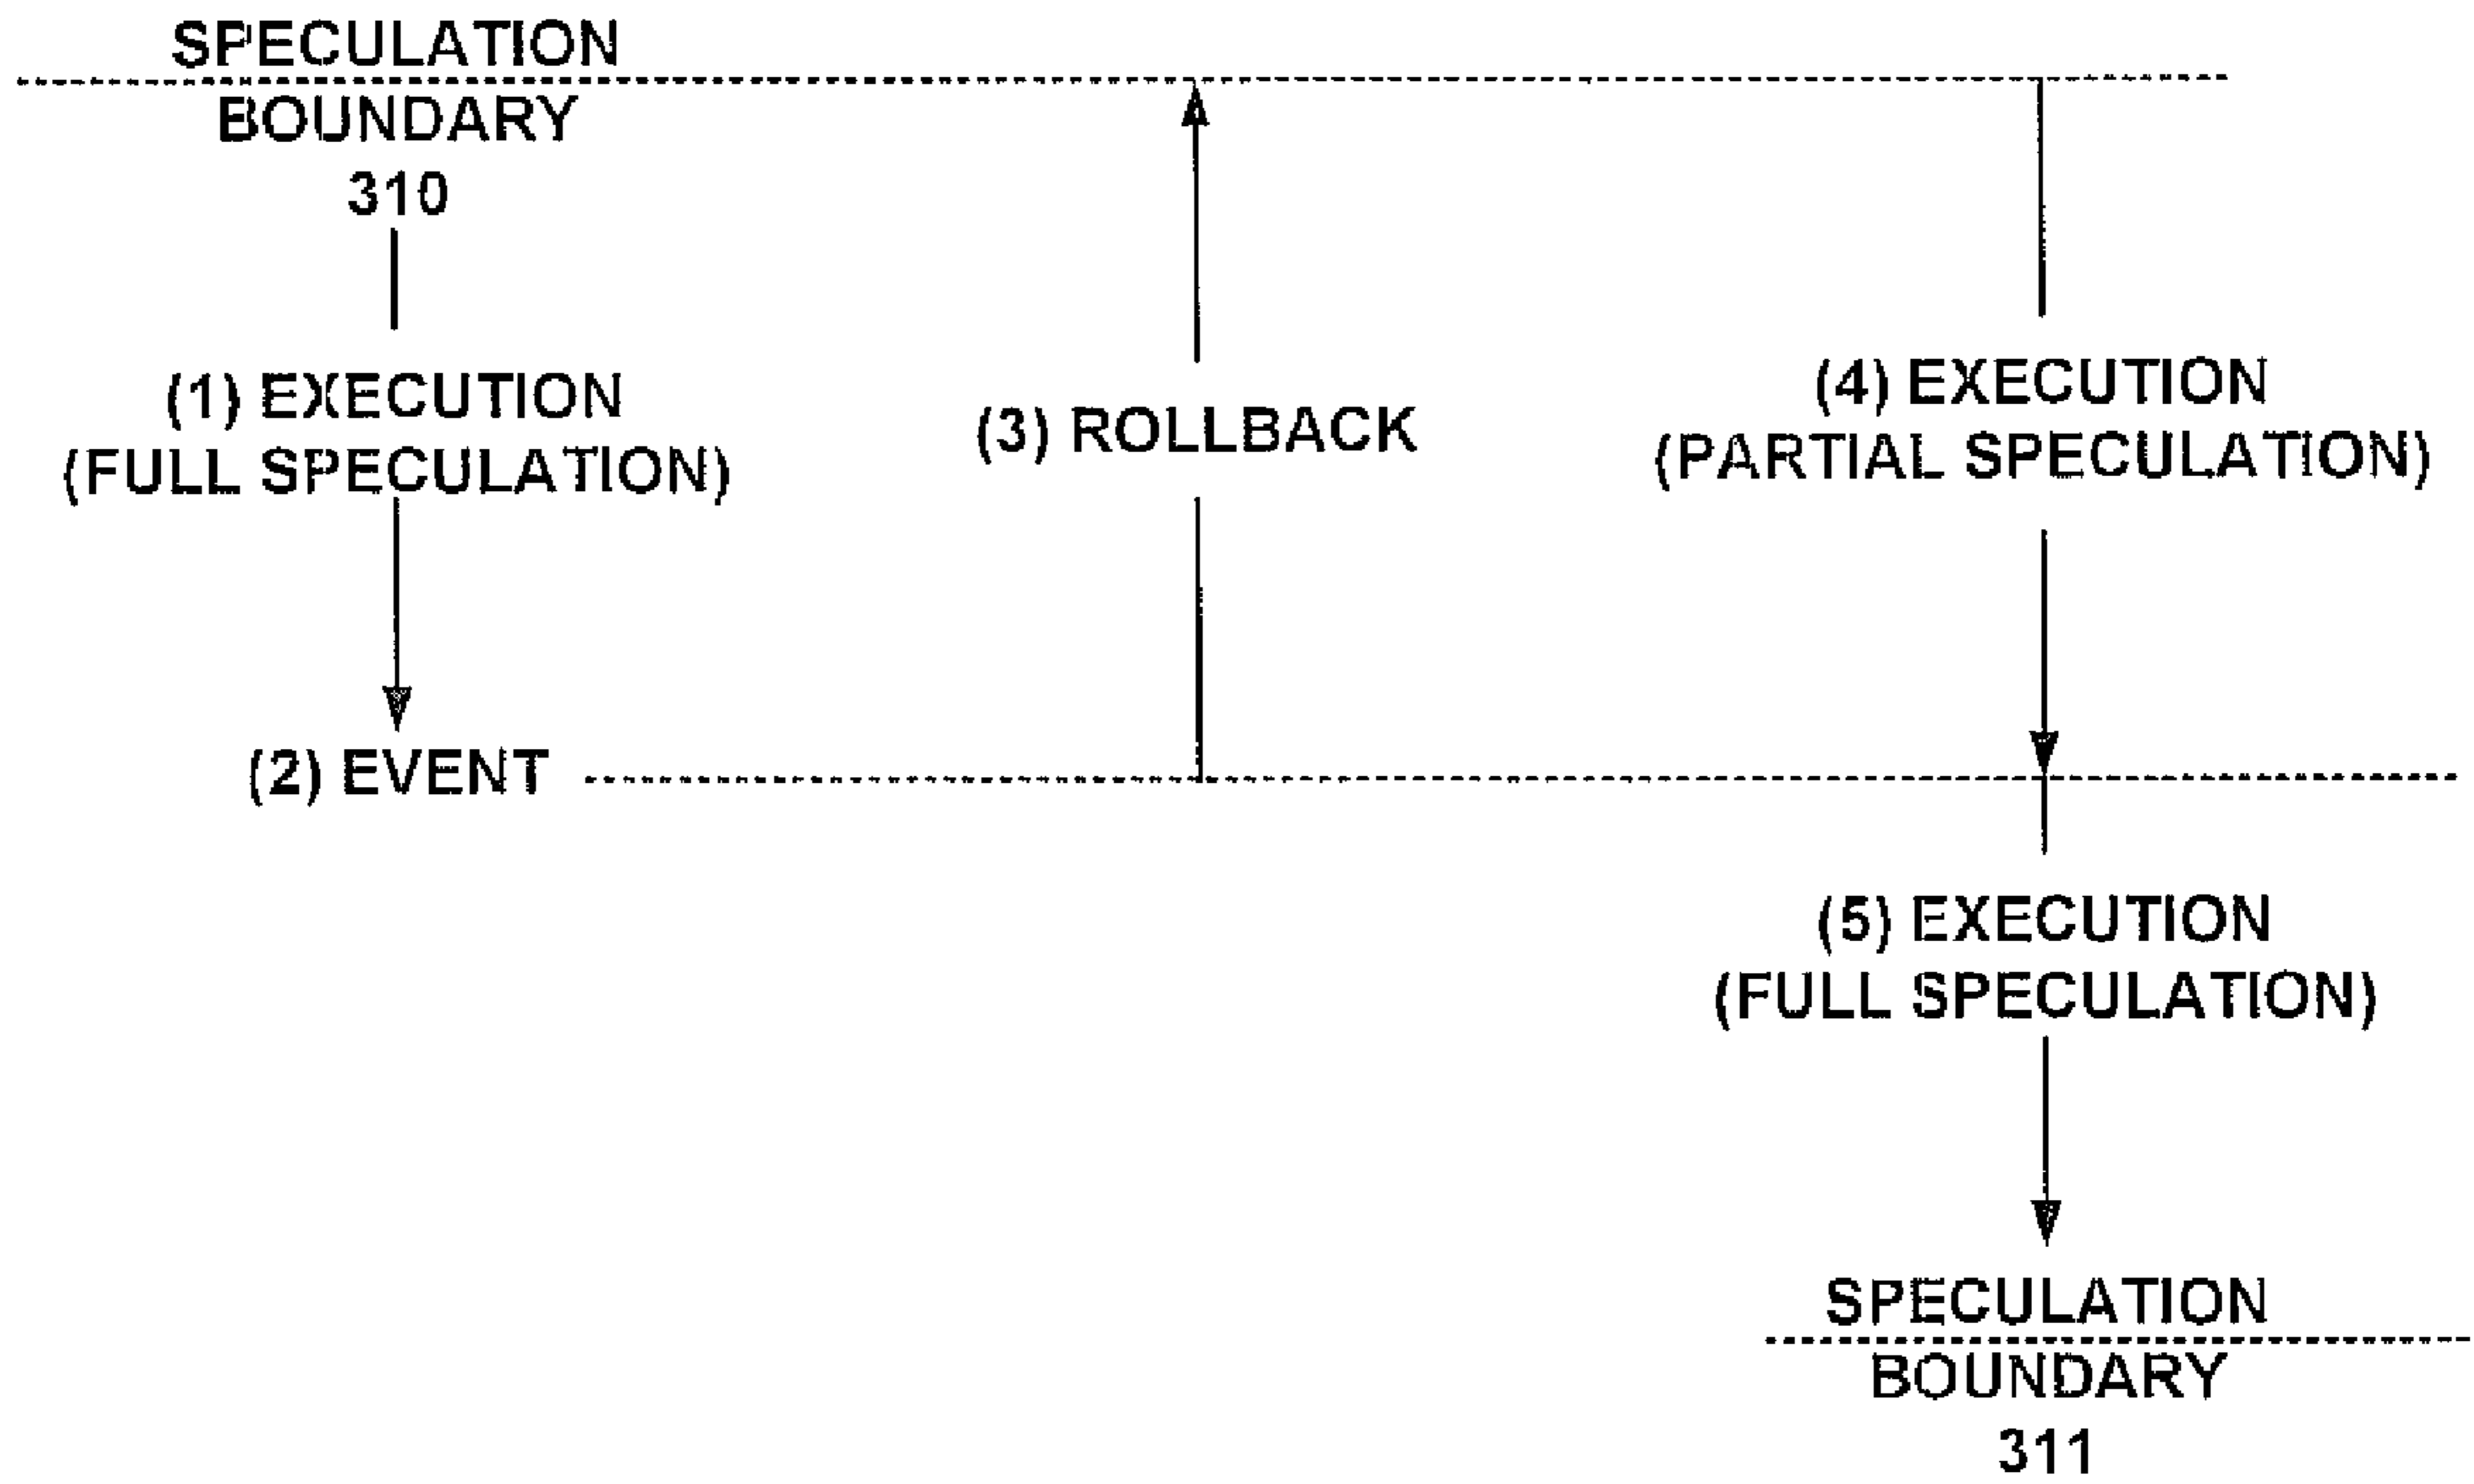 SPECULATION
BOUNDARY
310
(1) EXECUTION
(FULL SPECULATION)
(2) EVENT
(3) ROLLBACK
(4) EXECUTION
(PARTIAL SPECULATION)
(5) EXECUTION
(FULL SPECULATION)
SPECULATION
BOUNDARY
311